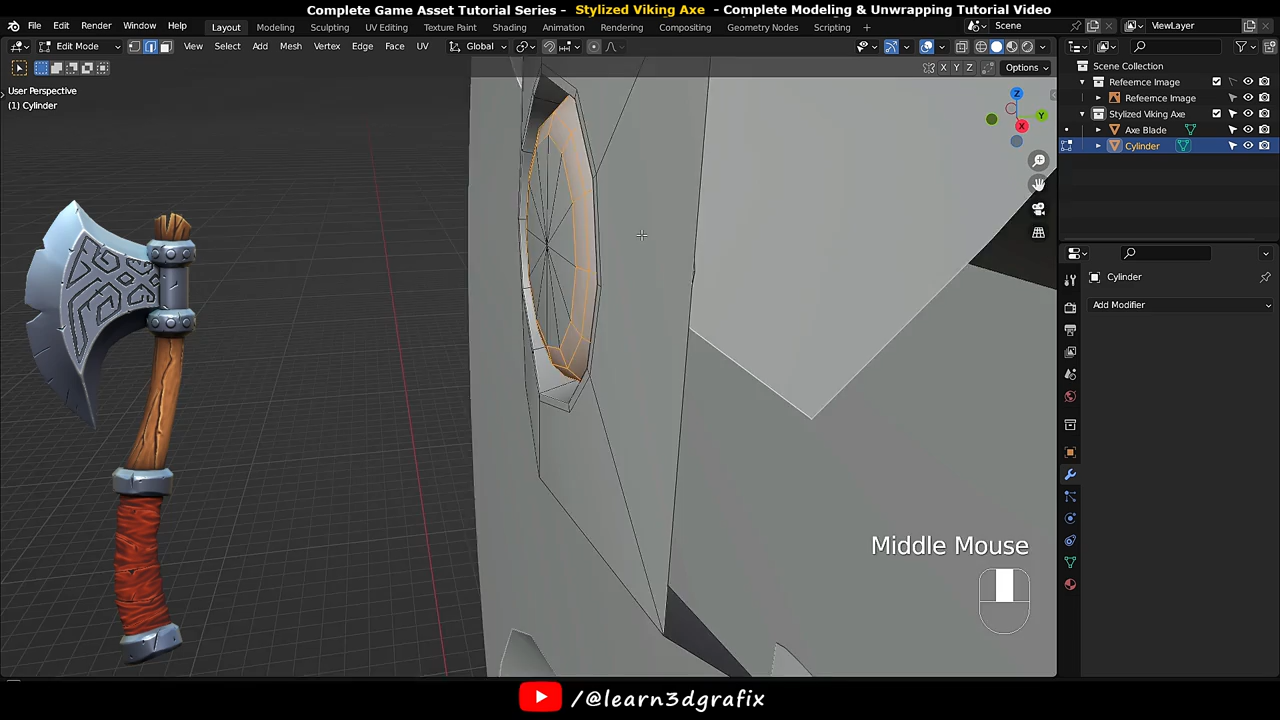 Complete Game Asset Tutorial Series - Stylized Viking Axe - Complete Modeling & Unwrapping Tutorial Video
File Edit Render Window Help Layout Modeling Sculpting UV Editing Texture Paint Shading Animation Rendering Compositing Geometry Nodes Scripting Scene ViewLayer
Edit Mode View Select Add Mesh Vertex Edge Face UV Global
X Y Z Options
User Perspective
(1) Cylinder
Z
Y
X
Scene Collection
Refeemce Image
Refeemce Image
Stylized Viking Axe
Axe Blade
Cylinder
Cylinder
Add Modifier
Middle Mouse
/@learn3dgrafix